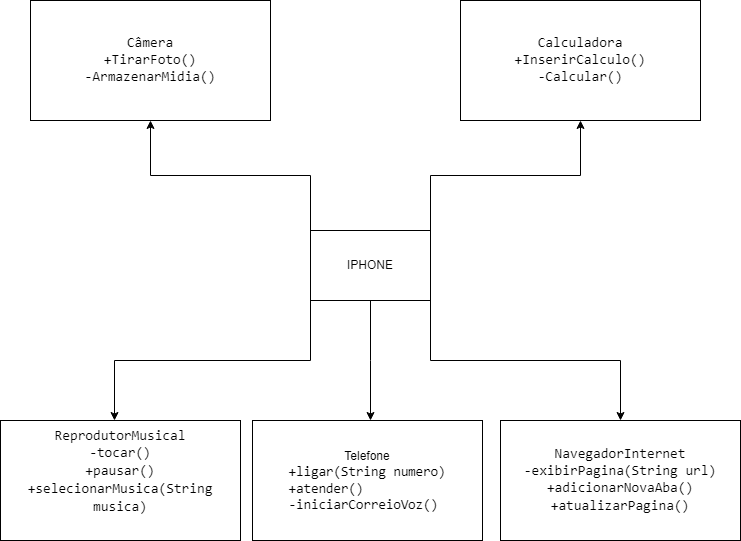 Câmera
+TirarFoto()
-ArmazenarMidia()
Calculadora
+InserirCalculo()
-Calcular()
IPHONE
ReprodutorMusical
-tocar()
+pausar()
+selecionarMusica(String
musica)
Telefone
+ligar(String numero)
+atender()
-iniciarCorreioVoz()
NavegadorInternet
-exibirPagina(String url)
+adicionarNovaAba()
+atualizarPagina()